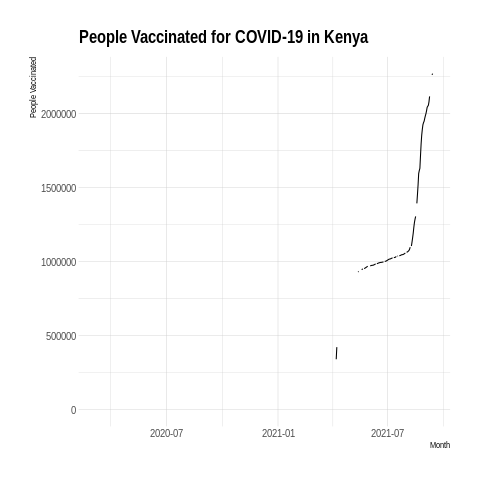 People Vaccinated for COVID-19 in Kenya
People Vaccinated
2000000
1500000
1000000
500000
0
2020-07 2021-01 2021-07
Month